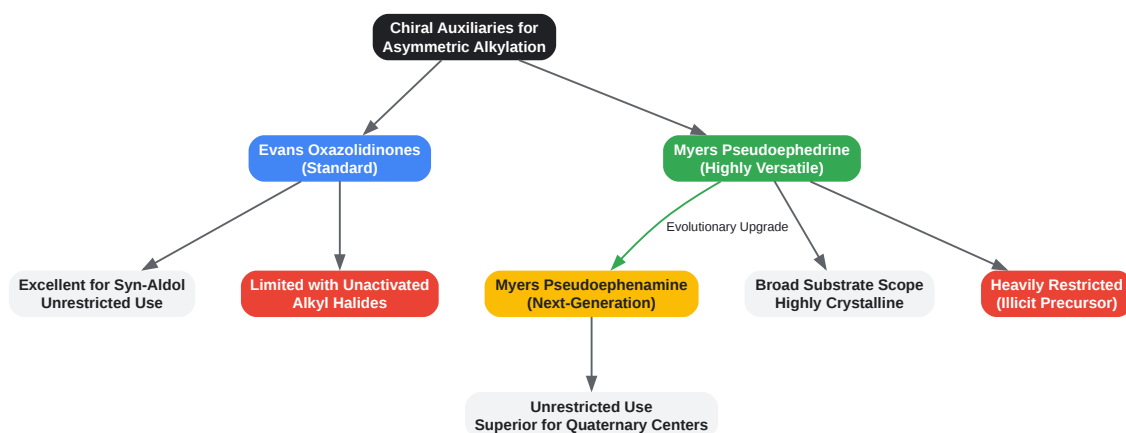 Chiral Auxiliaries for
Asymmetric Alkylation
Evans Oxazolidinones
(Standard)
Myers Pseudoephedrine
(Highly Versatile)
Evolutionary Upgrade
Excellent for Syn-Aldol
Unrestricted Use
Limited with Unactivated
Alkyl Halides
Myers Pseudoephenamine
(Next-Generation)
Broad Substrate Scope
Highly Crystalline
Heavily Restricted
(Illicit Precursor)
Unrestricted Use
Superior for Quaternary Centers